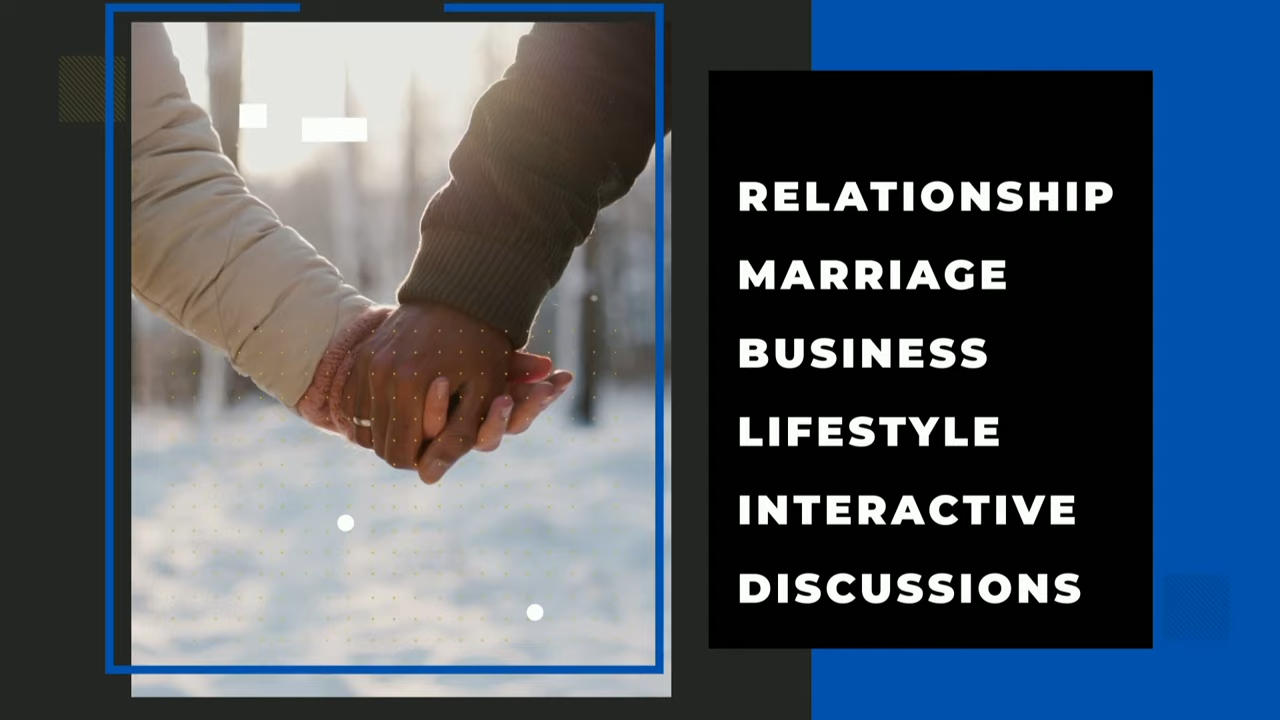 RELATIONSHIP
MARRIAGE
BUSINESS
LIFESTYLE
INTERACTIVE
DISCUSSIONS